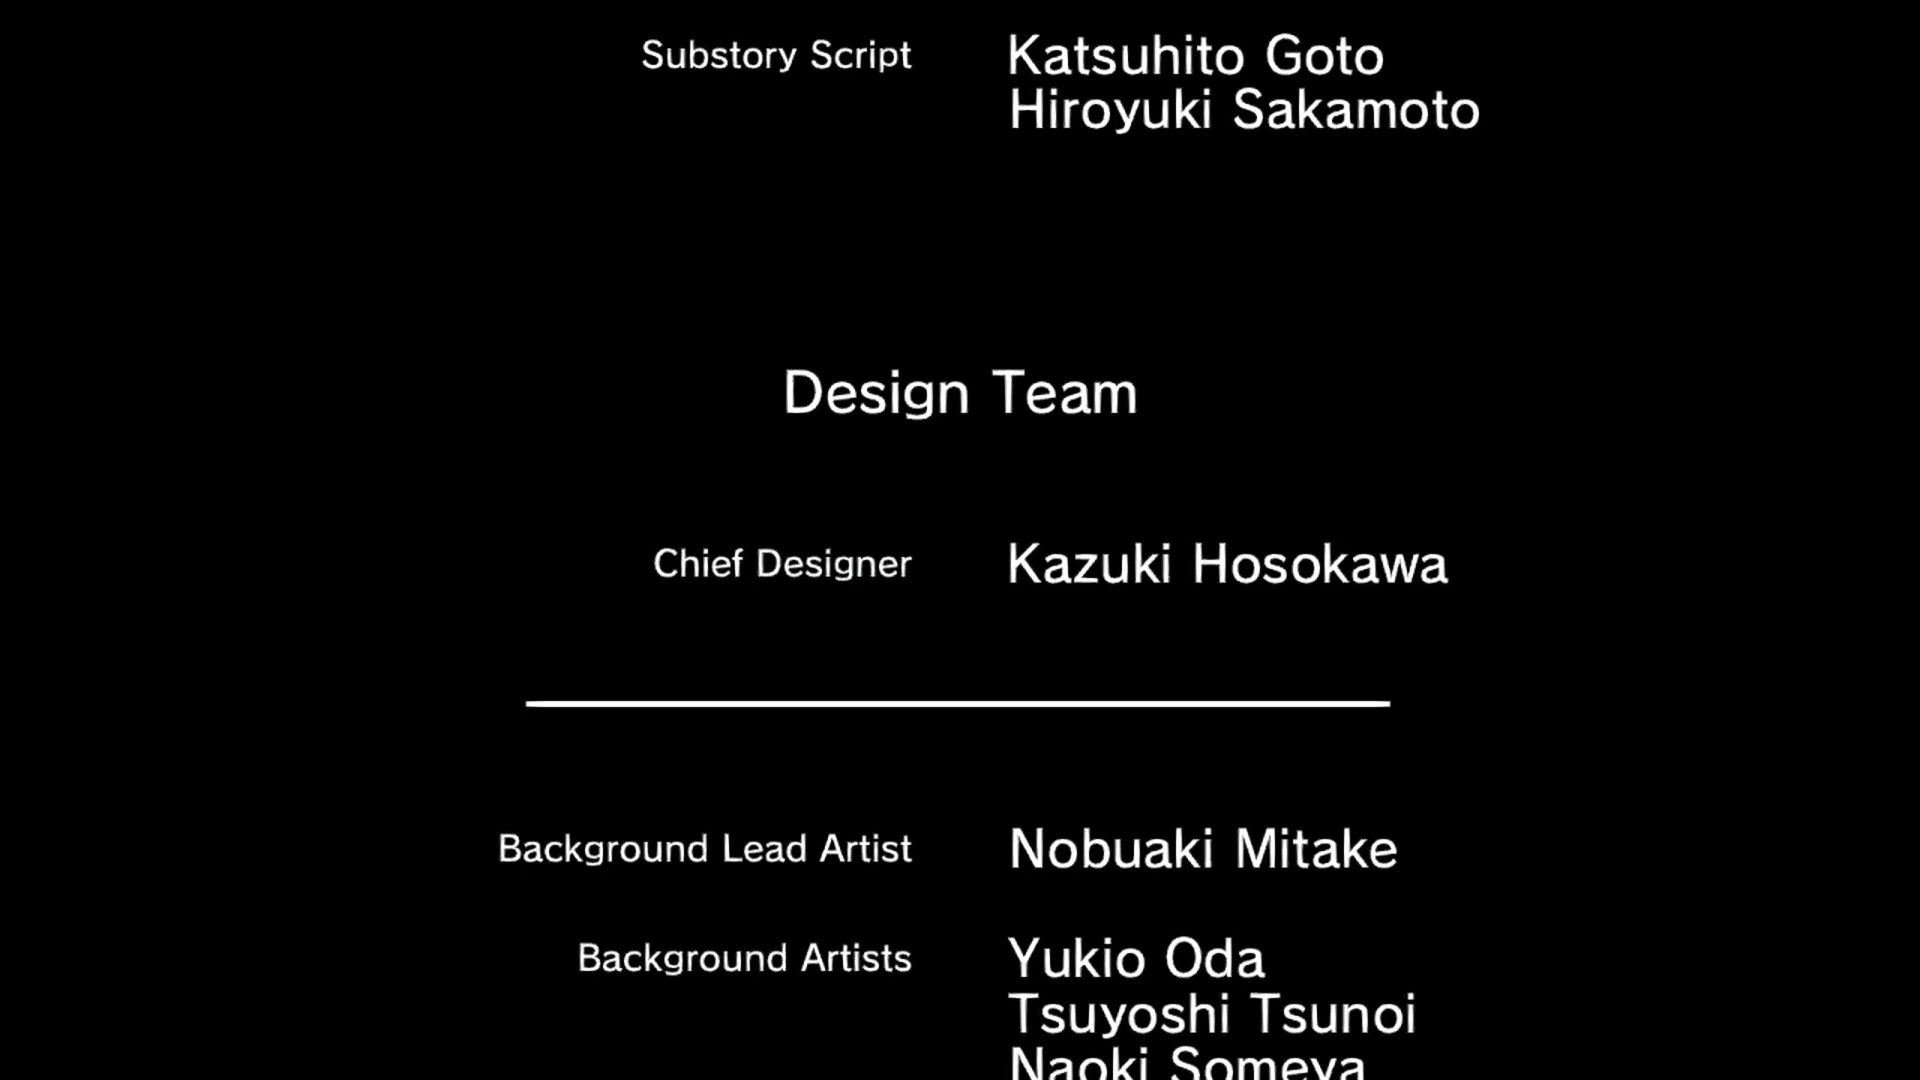 Substory Script Katsuhito Goto
Hiroyuki Sakamoto
Design Team
Chief Designer Kazuki Hosokawa
Background Lead Artist Nobuaki Mitake
Background Artists Yukio Oda
Tsuyoshi Tsunoi
Naoki Someya